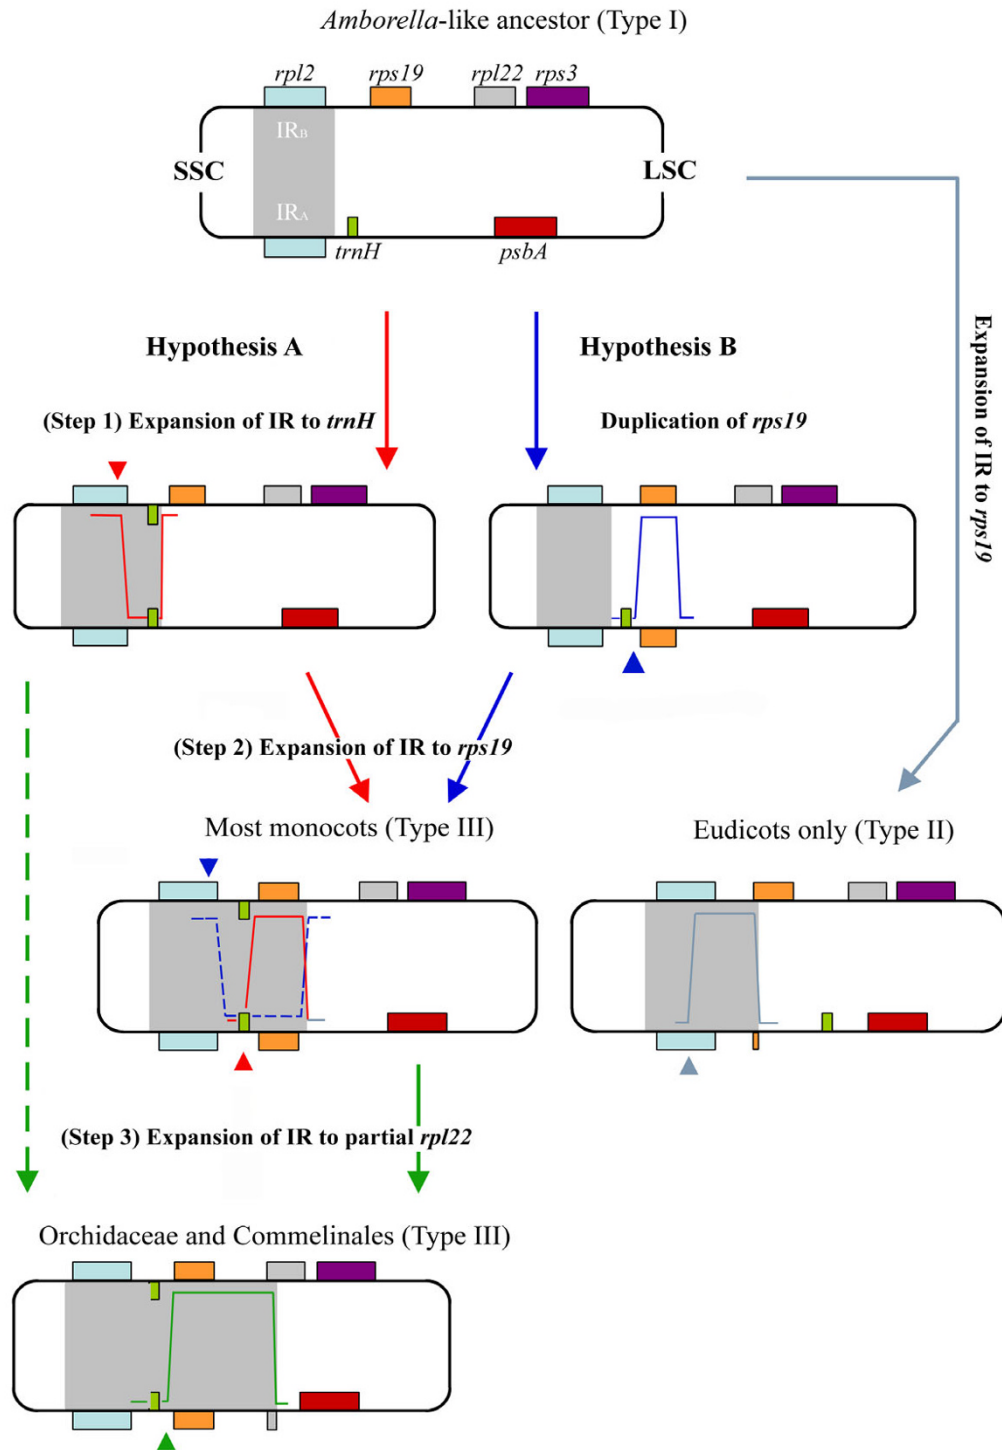 Amborella-like ancestor (Type I)
rpl2 rps19 rpl22 rps3
IRB
SSC LSC
IRA
trnH psbA
Hypothesis A Hypothesis B
Expansion of IR to rps19
(Step 1) Expansion of IR to trnH Duplication of rps19
(Step 2) Expansion of IR to rps19
Most monocots (Type III) Eudicots only (Type II)
(Step 3) Expansion of IR to partial rpl22
Orchidaceae and Commelinales (Type III)